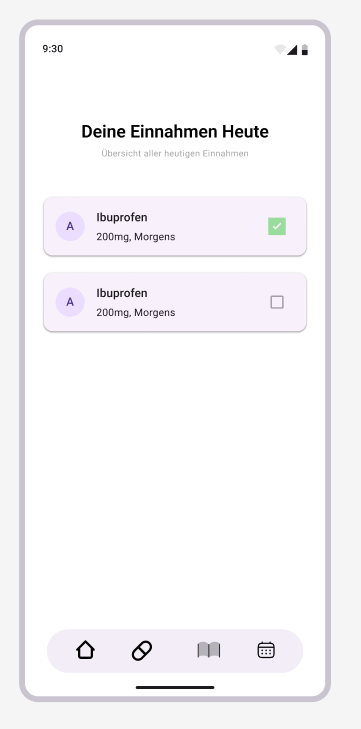 9:30
Deine Einnahmen Heute
Übersicht aller heutigen Einnahmen
A
Ibuprofen
200mg, Morgens
A
Ibuprofen
200mg, Morgens